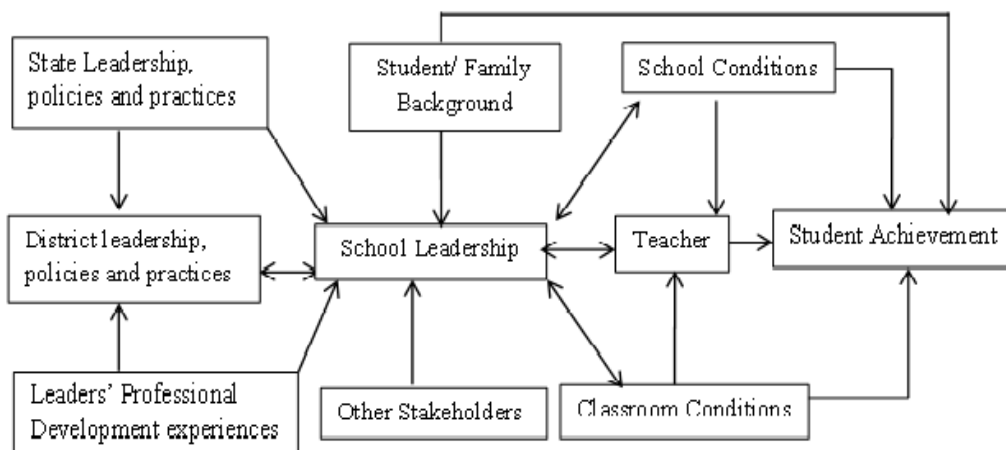 State Leadership,
policies and practices
Student/ Family
Background
School Conditions
District leadership,
policies and practices
School Leadership
Teacher
Student Achievement
Leaders’ Professional
Development experiences
Other Stakeholders
Classroom Conditions